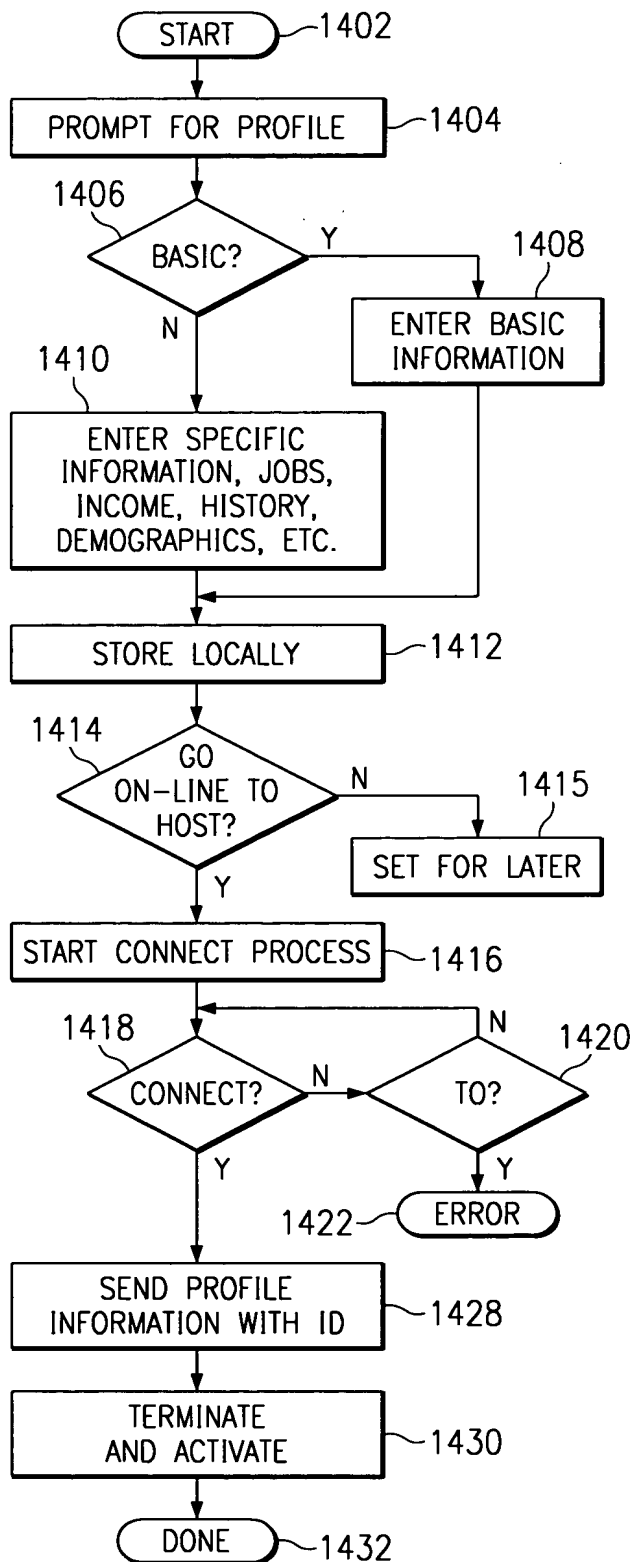 START
1402
PROMPT FOR PROFILE
1404
1406
BASIC?
Y
N
1408
ENTER BASIC
INFORMATION
1410
ENTER SPECIFIC
INFORMATION, JOBS,
INCOME, HISTORY,
DEMOGRAPHICS, ETC.
STORE LOCALLY
1412
1414
GO
ON-LINE TO
HOST?
N
Y
1415
SET FOR LATER
START CONNECT PROCESS
1416
1418
CONNECT?
N
Y
N
1420
TO?
Y
1422
ERROR
SEND PROFILE
INFORMATION WITH ID
1428
TERMINATE
AND ACTIVATE
1430
DONE
1432